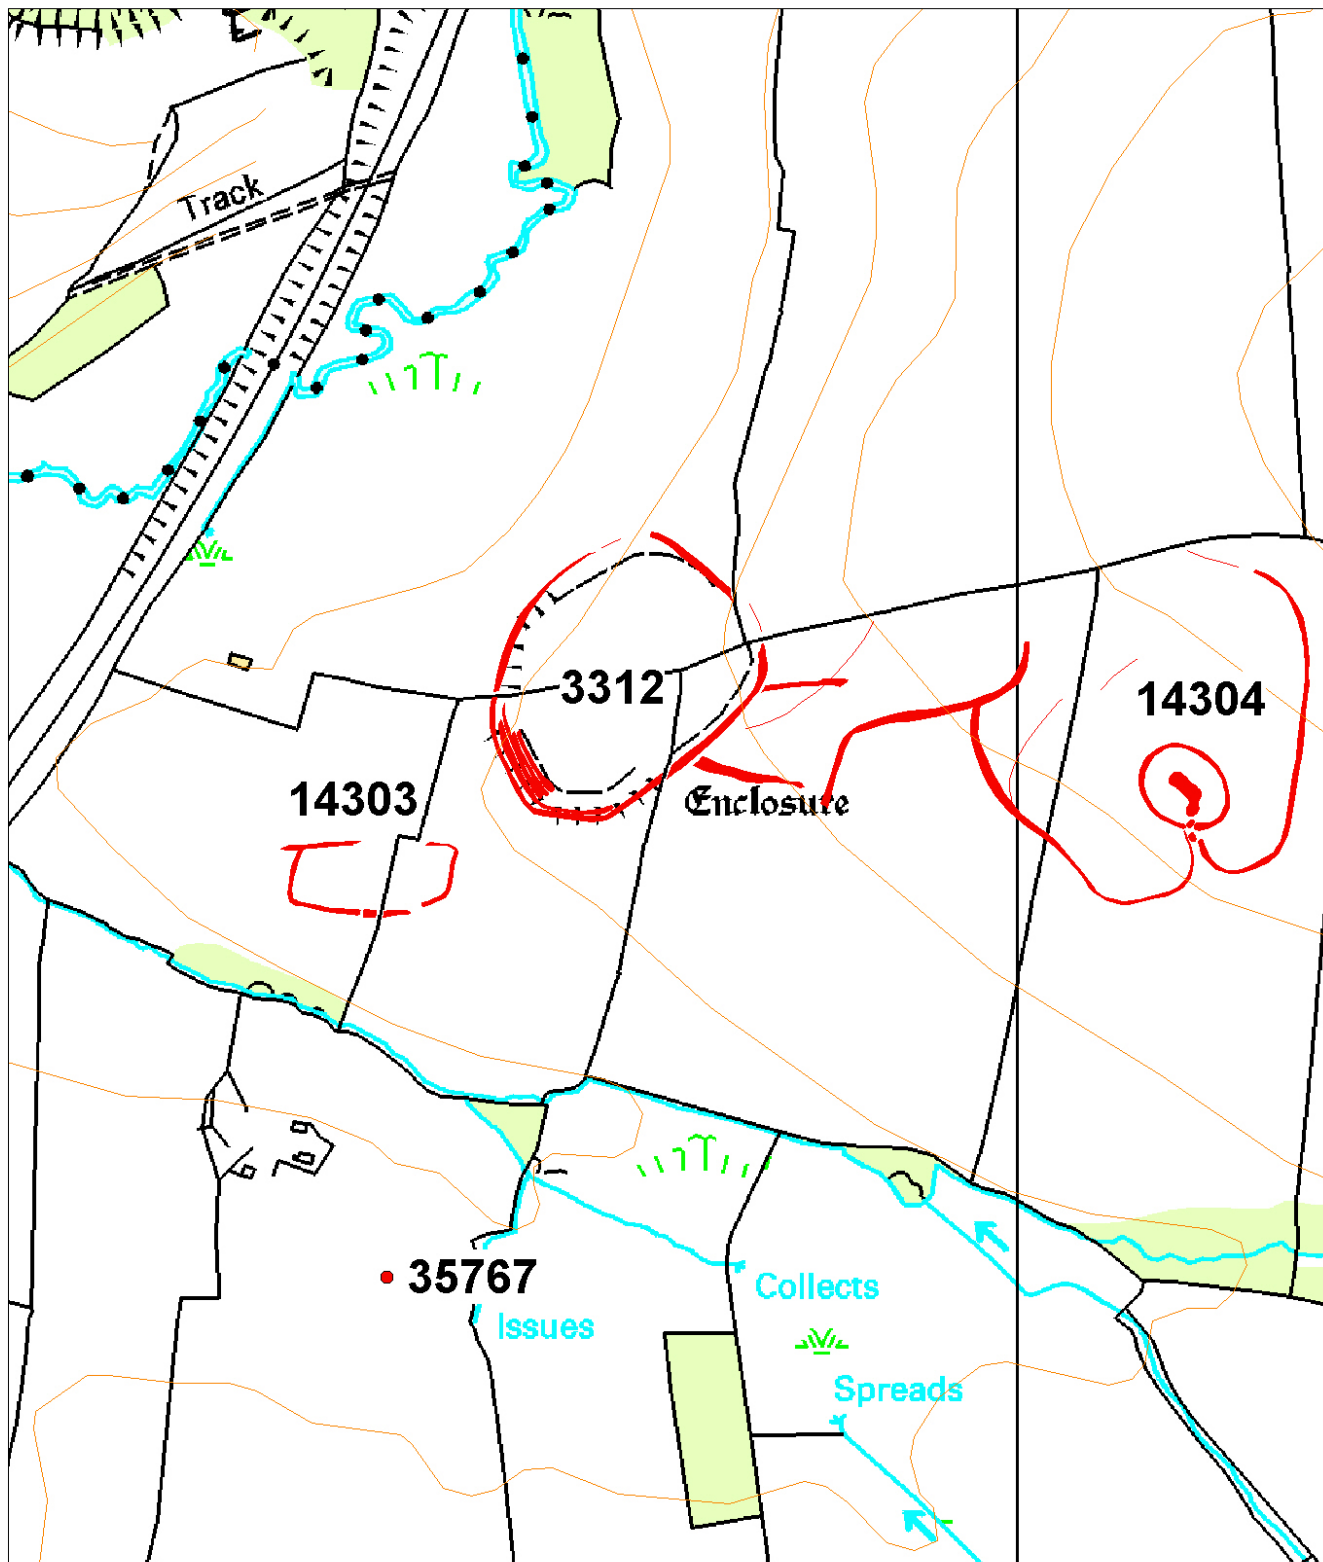 Track
3312
14304
14303
Enclosure
35767
Collects
Issues
Spreads